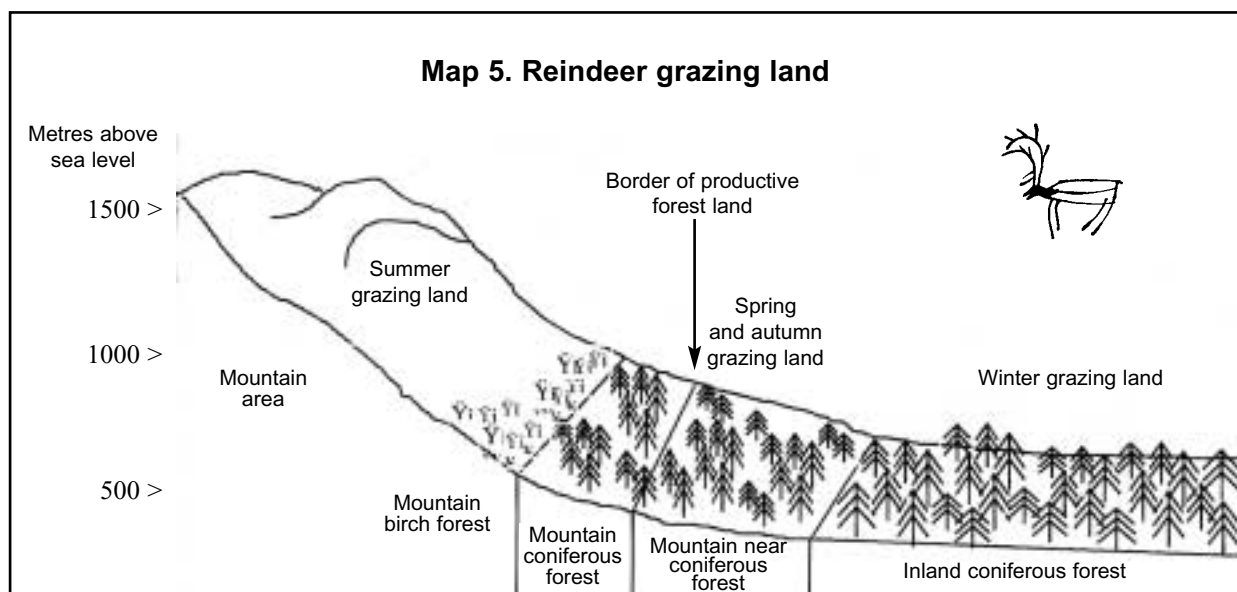 Map 5. Reindeer grazing land
Metres above
sea level
1500 >
1000 >
500 >
Border of productive
forest land
Summer
grazing land
Spring
and autumn
grazing land
Winter grazing land
Mountain
area
Mountain
birch forest
Mountain
coniferous
forest
Mountain near
coniferous
forest
Inland coniferous forest